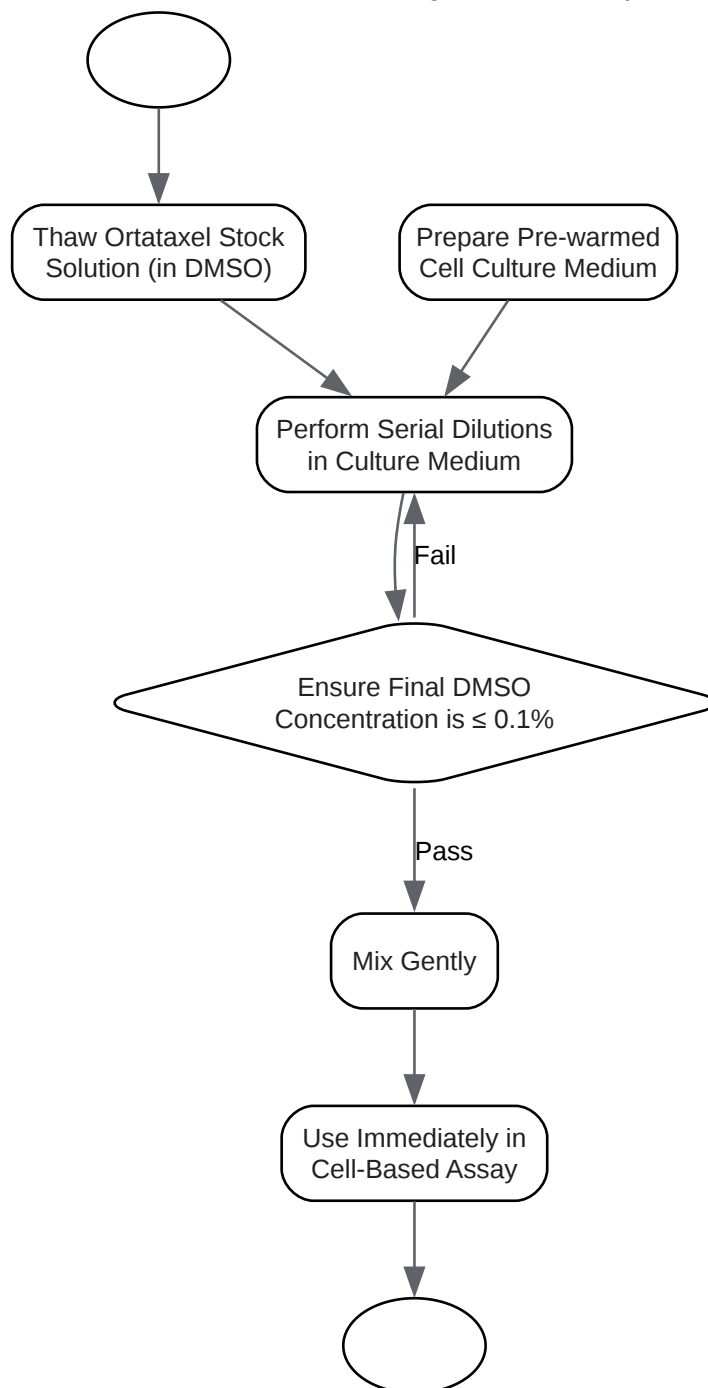 Thaw Ortataxel Stock
Solution (in DMSO)
Prepare Pre-warmed
Cell Culture Medium
Perform Serial Dilutions
in Culture Medium
Fail
Ensure Final DMSO
Concentration is ≤ 0.1%
Pass
Mix Gently
Use Immediately in
Cell-Based Assay